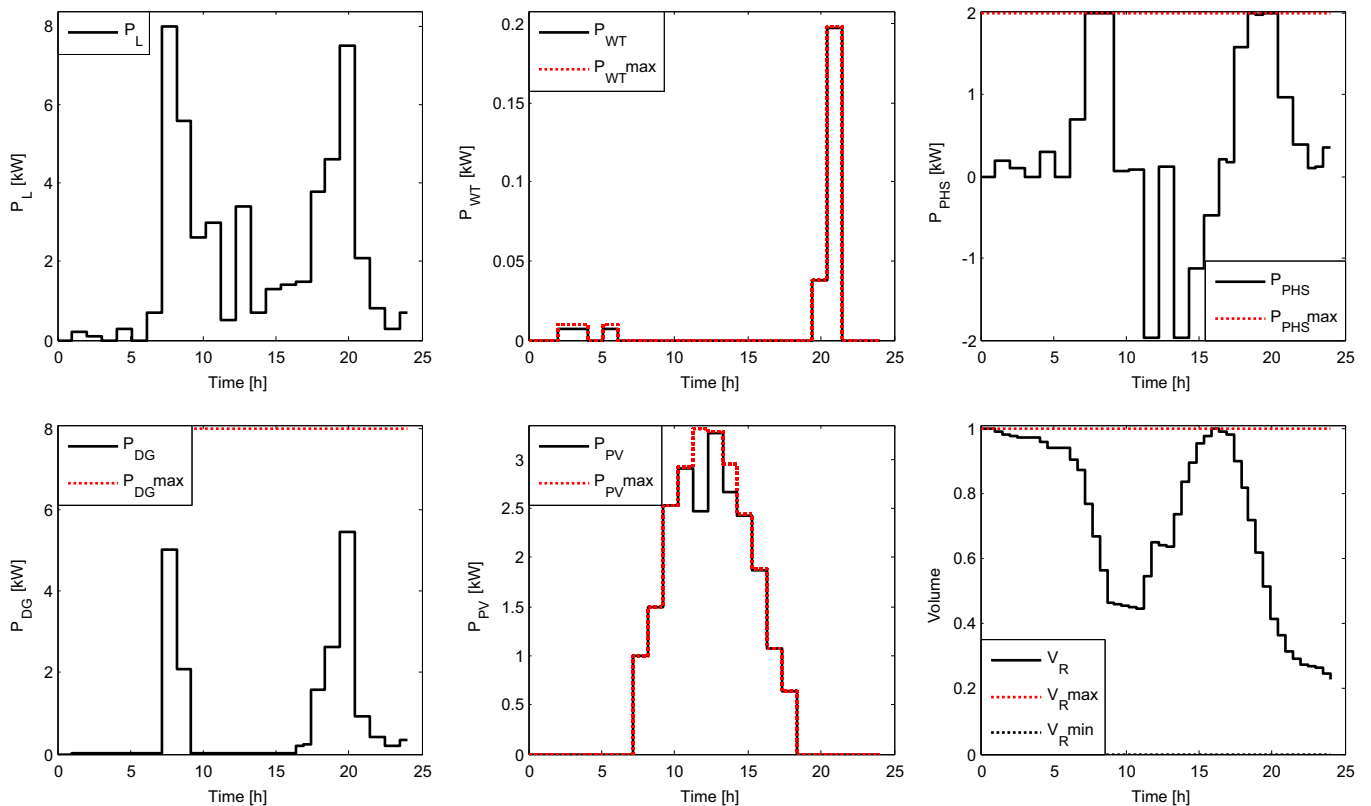 8
6
4
2
0
P_L [kW]
P_L
0 5 10 15 20 25
Time [h]
0.2
0.15
0.1
0.05
0
P_WT [kW]
P_WT
P_WTmax
0 5 10 15 20 25
Time [h]
2
1
0
-1
-2
P_PHS [kW]
P_PHS
P_PHSmax
0 5 10 15 20 25
Time [h]
8
6
4
2
0
P_DG [kW]
P_DG
P_DGmax
0 5 10 15 20 25
Time [h]
3
2.5
2
1.5
1
0.5
0
P_PV [kW]
P_PV
P_PVmax
0 5 10 15 20 25
Time [h]
1
0.8
0.6
0.4
0.2
0
Volume
V_R
V_Rmax
V_Rmin
0 5 10 15 20 25
Time [h]